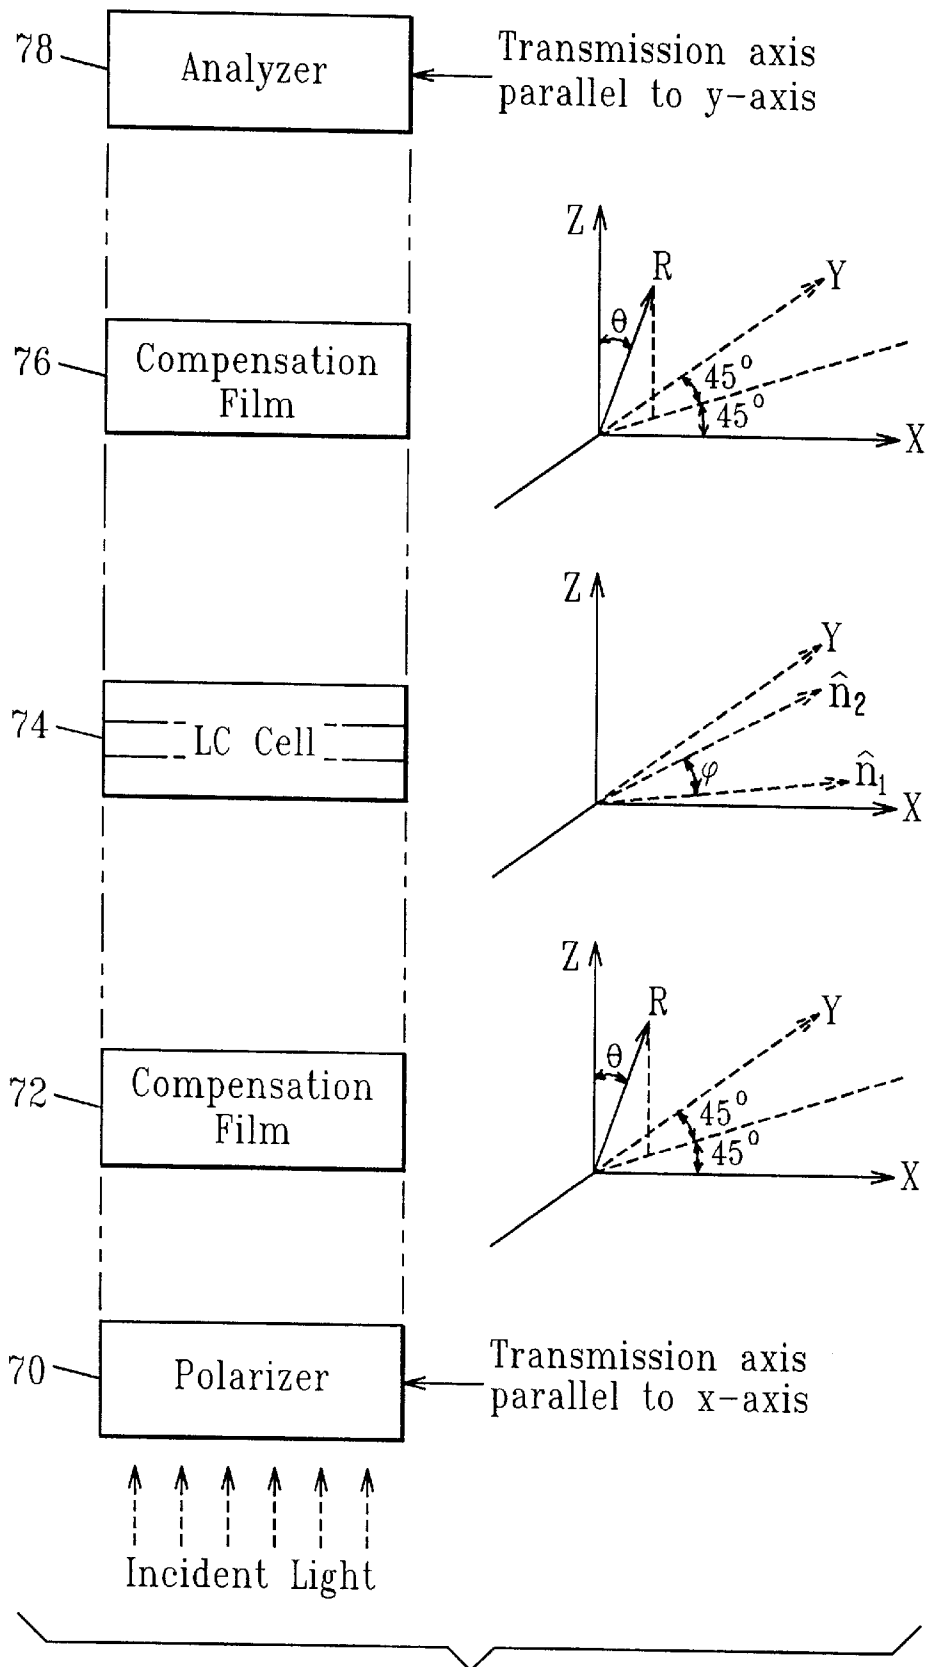 78
Analyzer
Transmission axis
parallel to y-axis
76
Compensation
Film
Z
R
θ
Y
45°
45°
X
74
LC Cell
Z
Y
n̂2
φ
n̂1
X
72
Compensation
Film
Z
R
θ
Y
45°
45°
X
70
Polarizer
Transmission axis
parallel to x-axis
Incident Light